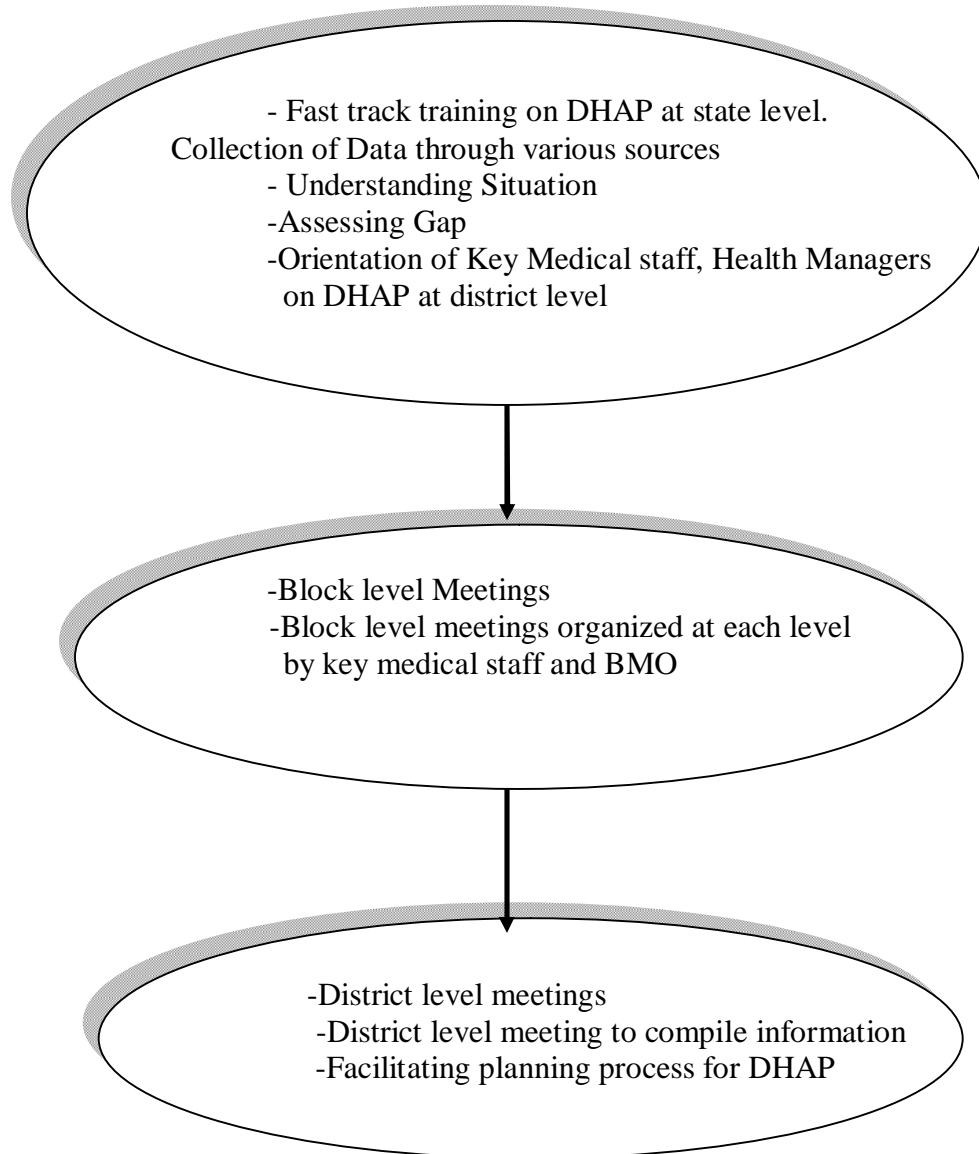 - Fast track training on DHAP at state level.
Collection of Data through various sources
- Understanding Situation
-Assessing Gap
-Orientation of Key Medical staff, Health Managers
on DHAP at district level
-Block level Meetings
-Block level meetings organized at each level
by key medical staff and BMO
-District level meetings
-District level meeting to compile information
-Facilitating planning process for DHAP